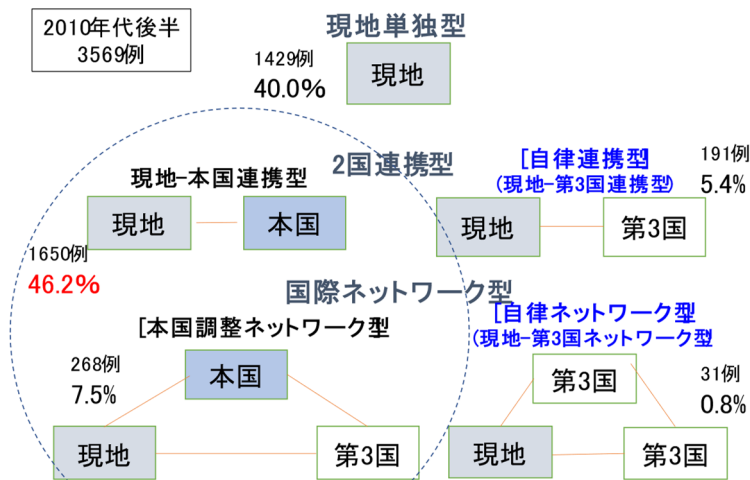 2010年代後半
3569例
現地単独型
1429例
40.0%
現地
2国連携型
現地-本国連携型
現地
本国
[自律連携型]
(現地-第3国連携型)
191例
5.4%
現地
第3国
1650例
46.2%
国際ネットワーク型
[本国調整ネットワーク型
268例
7.5%
本国
現地
第3国
[自律ネットワーク型]
(現地-第3国ネットワーク型
第3国
31例
0.8%
現地
第3国